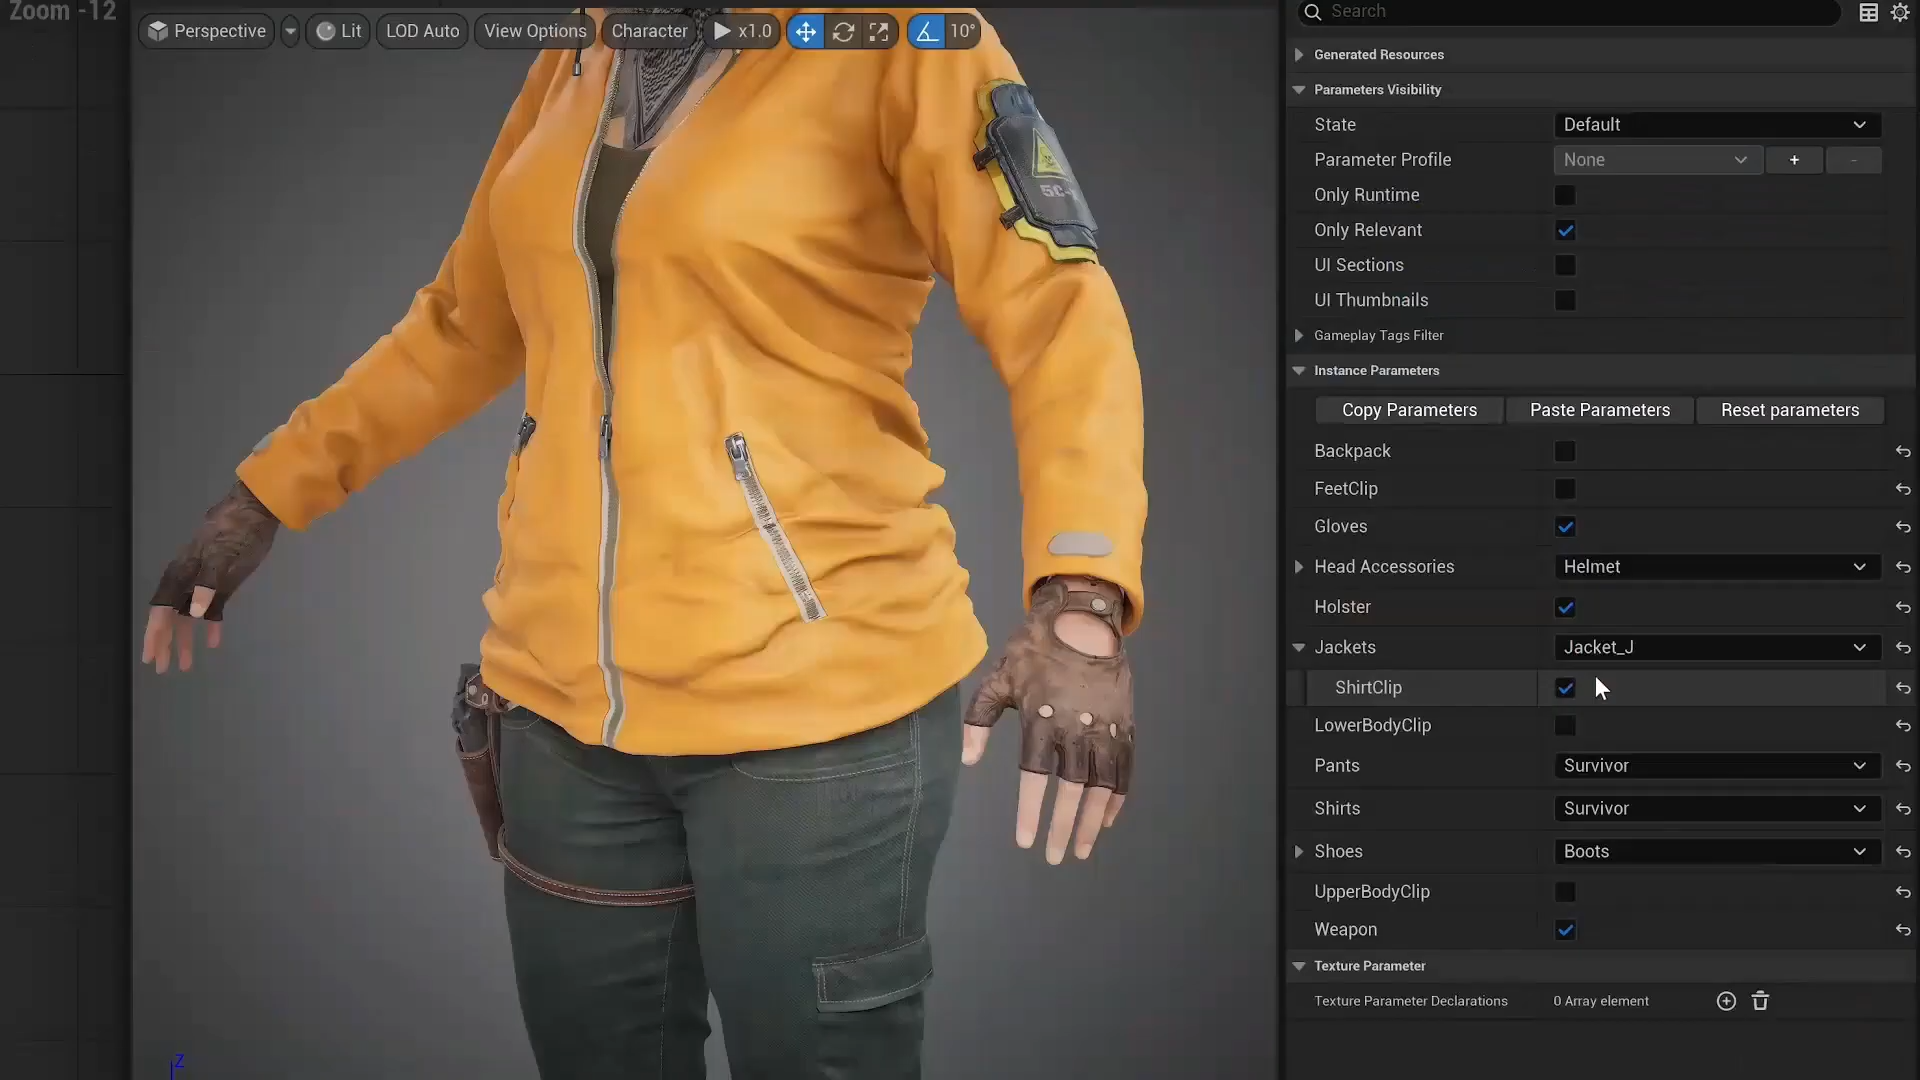 Zoom -12
Perspective
Lit
LOD Auto
View Options
Character
x1.0
10°
Search
Generated Resources
Parameters Visibility
State
Default
Parameter Profile
None
+
-
Only Runtime
Only Relevant
UI Sections
UI Thumbnails
Gameplay Tags Filter
Instance Parameters
Copy Parameters
Paste Parameters
Reset parameters
Backpack
FeetClip
Gloves
Head Accessories
Helmet
Holster
Jackets
Jacket_J
ShirtClip
LowerBodyClip
Pants
Survivor
Shirts
Survivor
Shoes
Boots
UpperBodyClip
Weapon
Texture Parameter
Texture Parameter Declarations
0 Array element
Z